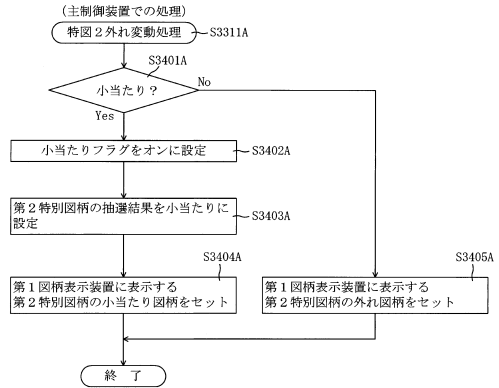 (主制御装置での処理)
特図2外れ変動処理
S3311A
S3401A
小当たり?
No
Yes
小当たりフラグをオンに設定
S3402A
第2特別図柄の抽選結果を小当たりに
設定
S3403A
S3404A
第1図柄表示装置に表示する
第2特別図柄の小当たり図柄をセット
S3405A
第1図柄表示装置に表示する
第2特別図柄の外れ図柄をセット
終 了